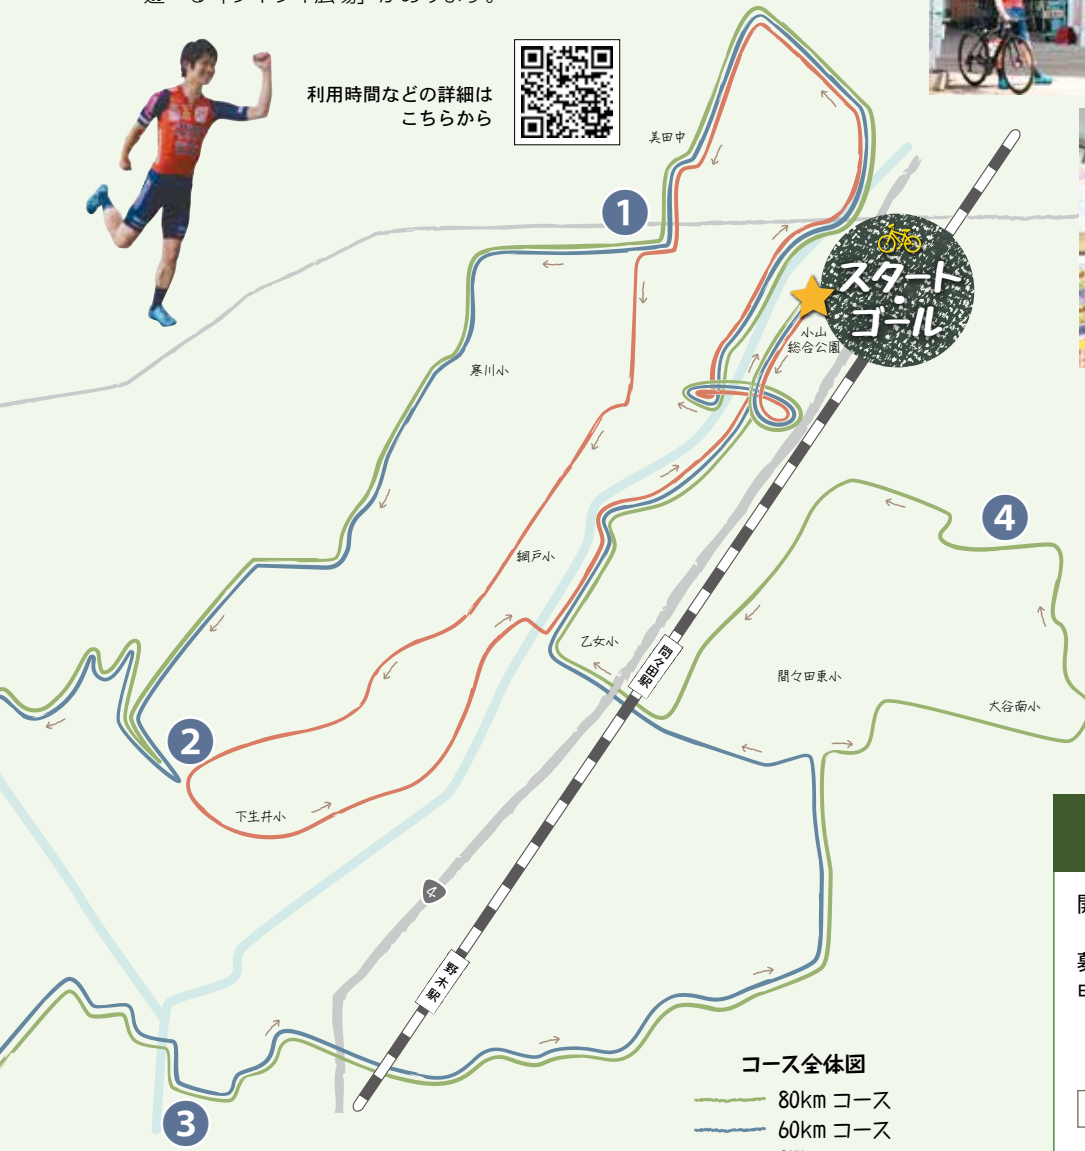 利用時間などの詳細は
こちらから
美田中
1
スタート
・
ゴール
小山
総合公園
寒川小
4
網戸小
乙女小
間々田駅
間々田東小
大谷南小
2
下生井小
4
野木駅
3
コース全体図
80km コース
60km コース